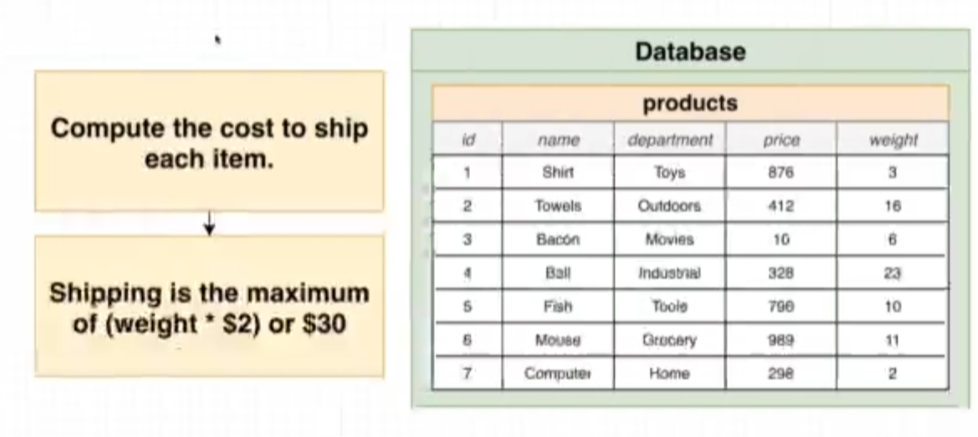 Compute the cost to ship
each item.
Shipping is the maximum
of (weight * $2) or $30
Database
products
id name department price weight
1 Shirt Toys 876 3
2 Towels Outdoors 412 16
3 Bacon Movies 10 6
4 Ball Industrial 328 23
5 Fish Tools 796 10
6 Mouse Grocery 989 11
7 Computer Home 298 2